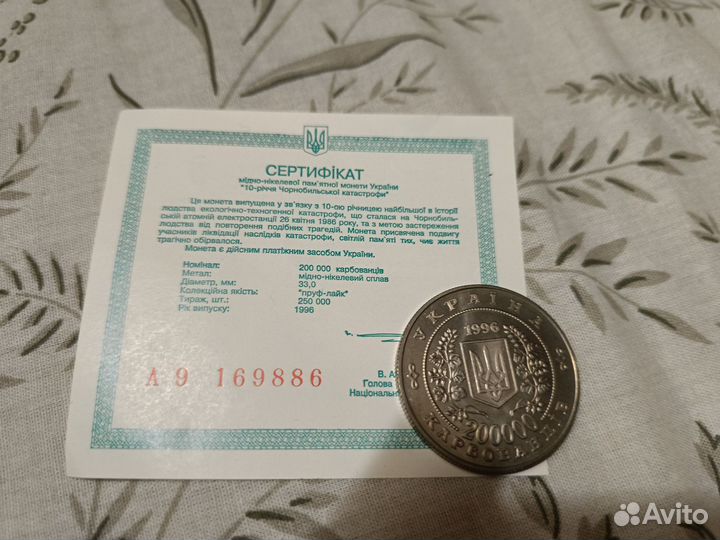 СЕРТИФІКАТ
мідно-нікелевої пам'ятної монети України
"10-річчя Чорнобильської катастрофи"
Ця монета випущена у зв'язку з 10-ою річницею найбільшої в історії
людства екологічно-техногенної катастрофи, що сталася на Чорнобиль-
ській атомній електростанції 26 квітня 1986 року, та з метою застереження
людства від повторення подібних трагедій. Монета присвячена подвигу
учасників ліквідації наслідків катастрофи, світлій пам'яті тих, чиє життя
трагічно обірвалося.
Монета є дійсним платіжним засобом України.
Номінал: 200 000 карбованців
Метал: мідно-нікелевий сплав
Діаметр, мм: 33,0
Колекційна якість: "пруф-лайк"
Тираж, шт.: 250 000
Рік випуску: 1996
А 9 169886
Голова
УКРАЇНА
1996
200000
КАРБОВАНЦІВ
Avito